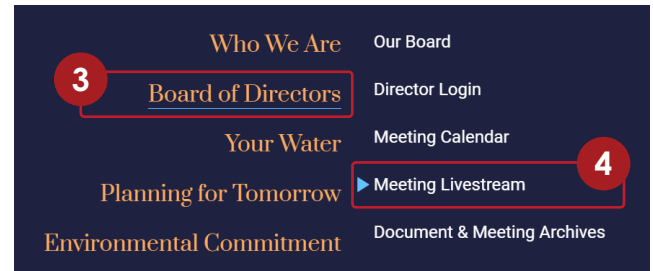 3
Who We Are
Board of Directors
Your Water
Planning for Tomorrow
Environmental Commitment
Our Board
Director Login
Meeting Calendar
4
Meeting Livestream
Document & Meeting Archives